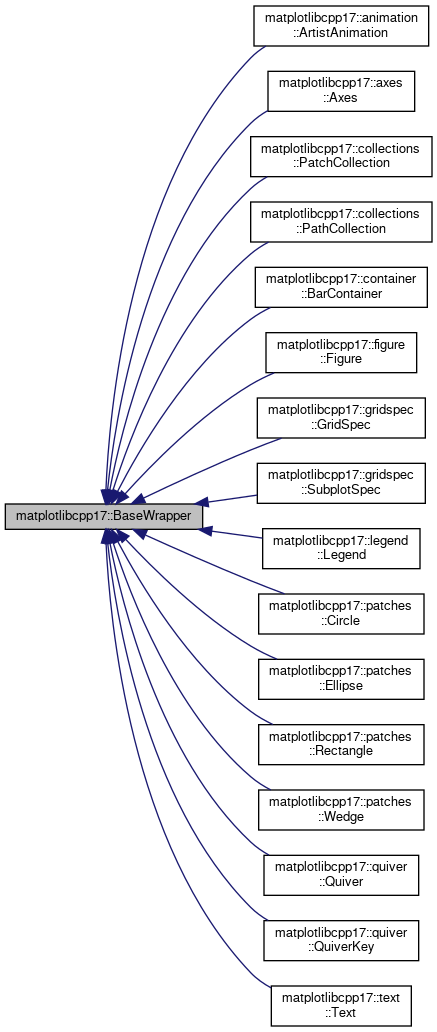 matplotlibcpp17::animation
::ArtistAnimation
matplotlibcpp17::axes
::Axes
matplotlibcpp17::collections
::PatchCollection
matplotlibcpp17::collections
::PathCollection
matplotlibcpp17::container
::BarContainer
matplotlibcpp17::figure
::Figure
matplotlibcpp17::gridspec
::GridSpec
matplotlibcpp17::gridspec
::SubplotSpec
matplotlibcpp17::BaseWrapper
matplotlibcpp17::legend
::Legend
matplotlibcpp17::patches
::Circle
matplotlibcpp17::patches
::Ellipse
matplotlibcpp17::patches
::Rectangle
matplotlibcpp17::patches
::Wedge
matplotlibcpp17::quiver
::Quiver
matplotlibcpp17::quiver
::QuiverKey
matplotlibcpp17::text
::Text